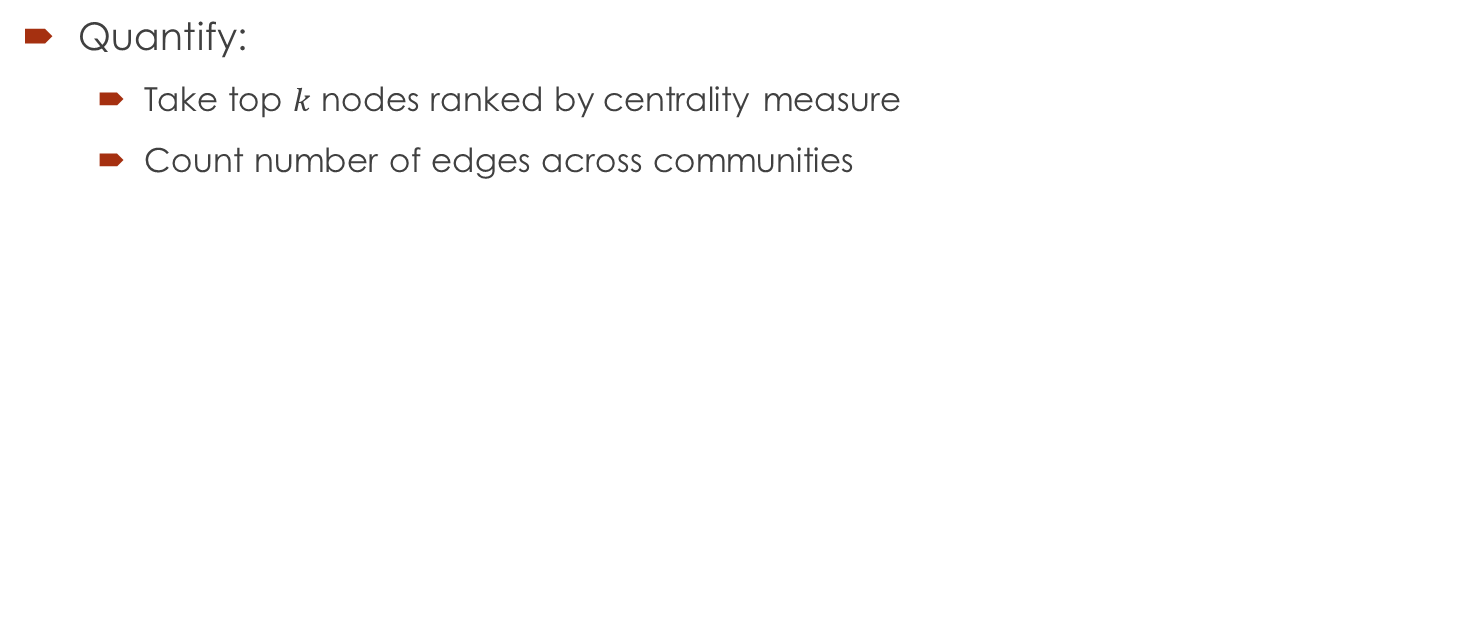 Quantify:
Take top k nodes ranked by centrality measure
Count number of edges across communities